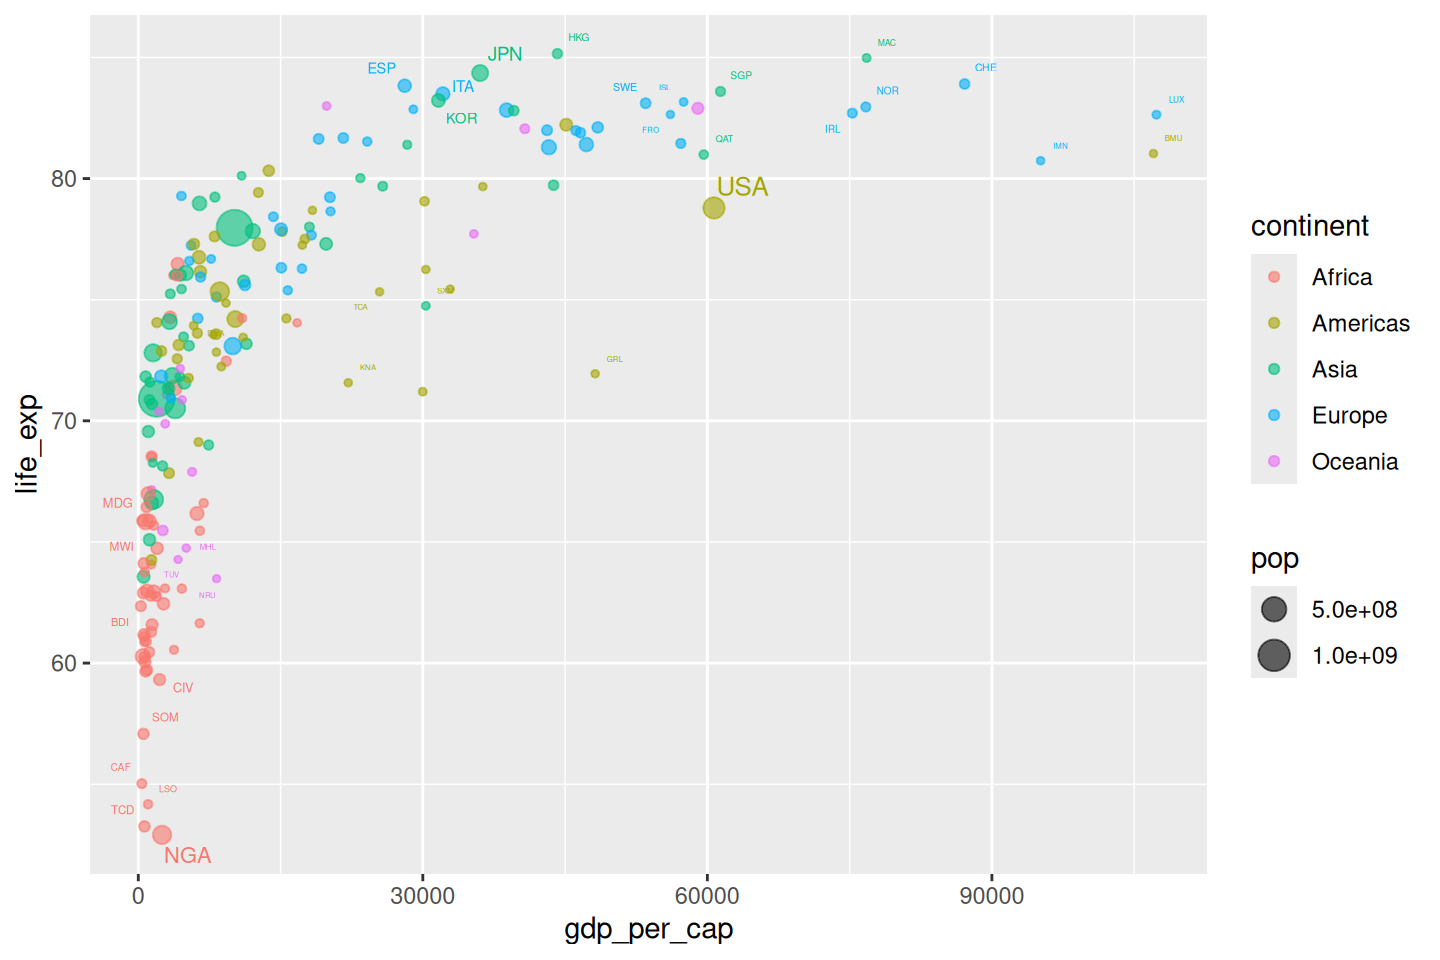 HKG
MAC
JPN
ESP
CHE
SGP
ITA
SWE
ISL
NOR
LUX
KOR
FRO
IRL
QAT
BMU
IMN
80
USA
TCA
GRL
KNA
70
MDG
MWI
MHL
TUV
NRU
BDI
60
CIV
SOM
CAF
LSO
TCD
NGA
0
30000
60000
90000
gdp_per_cap
life_exp
continent
Africa
Americas
Asia
Europe
Oceania
pop
5.0e+08
1.0e+09